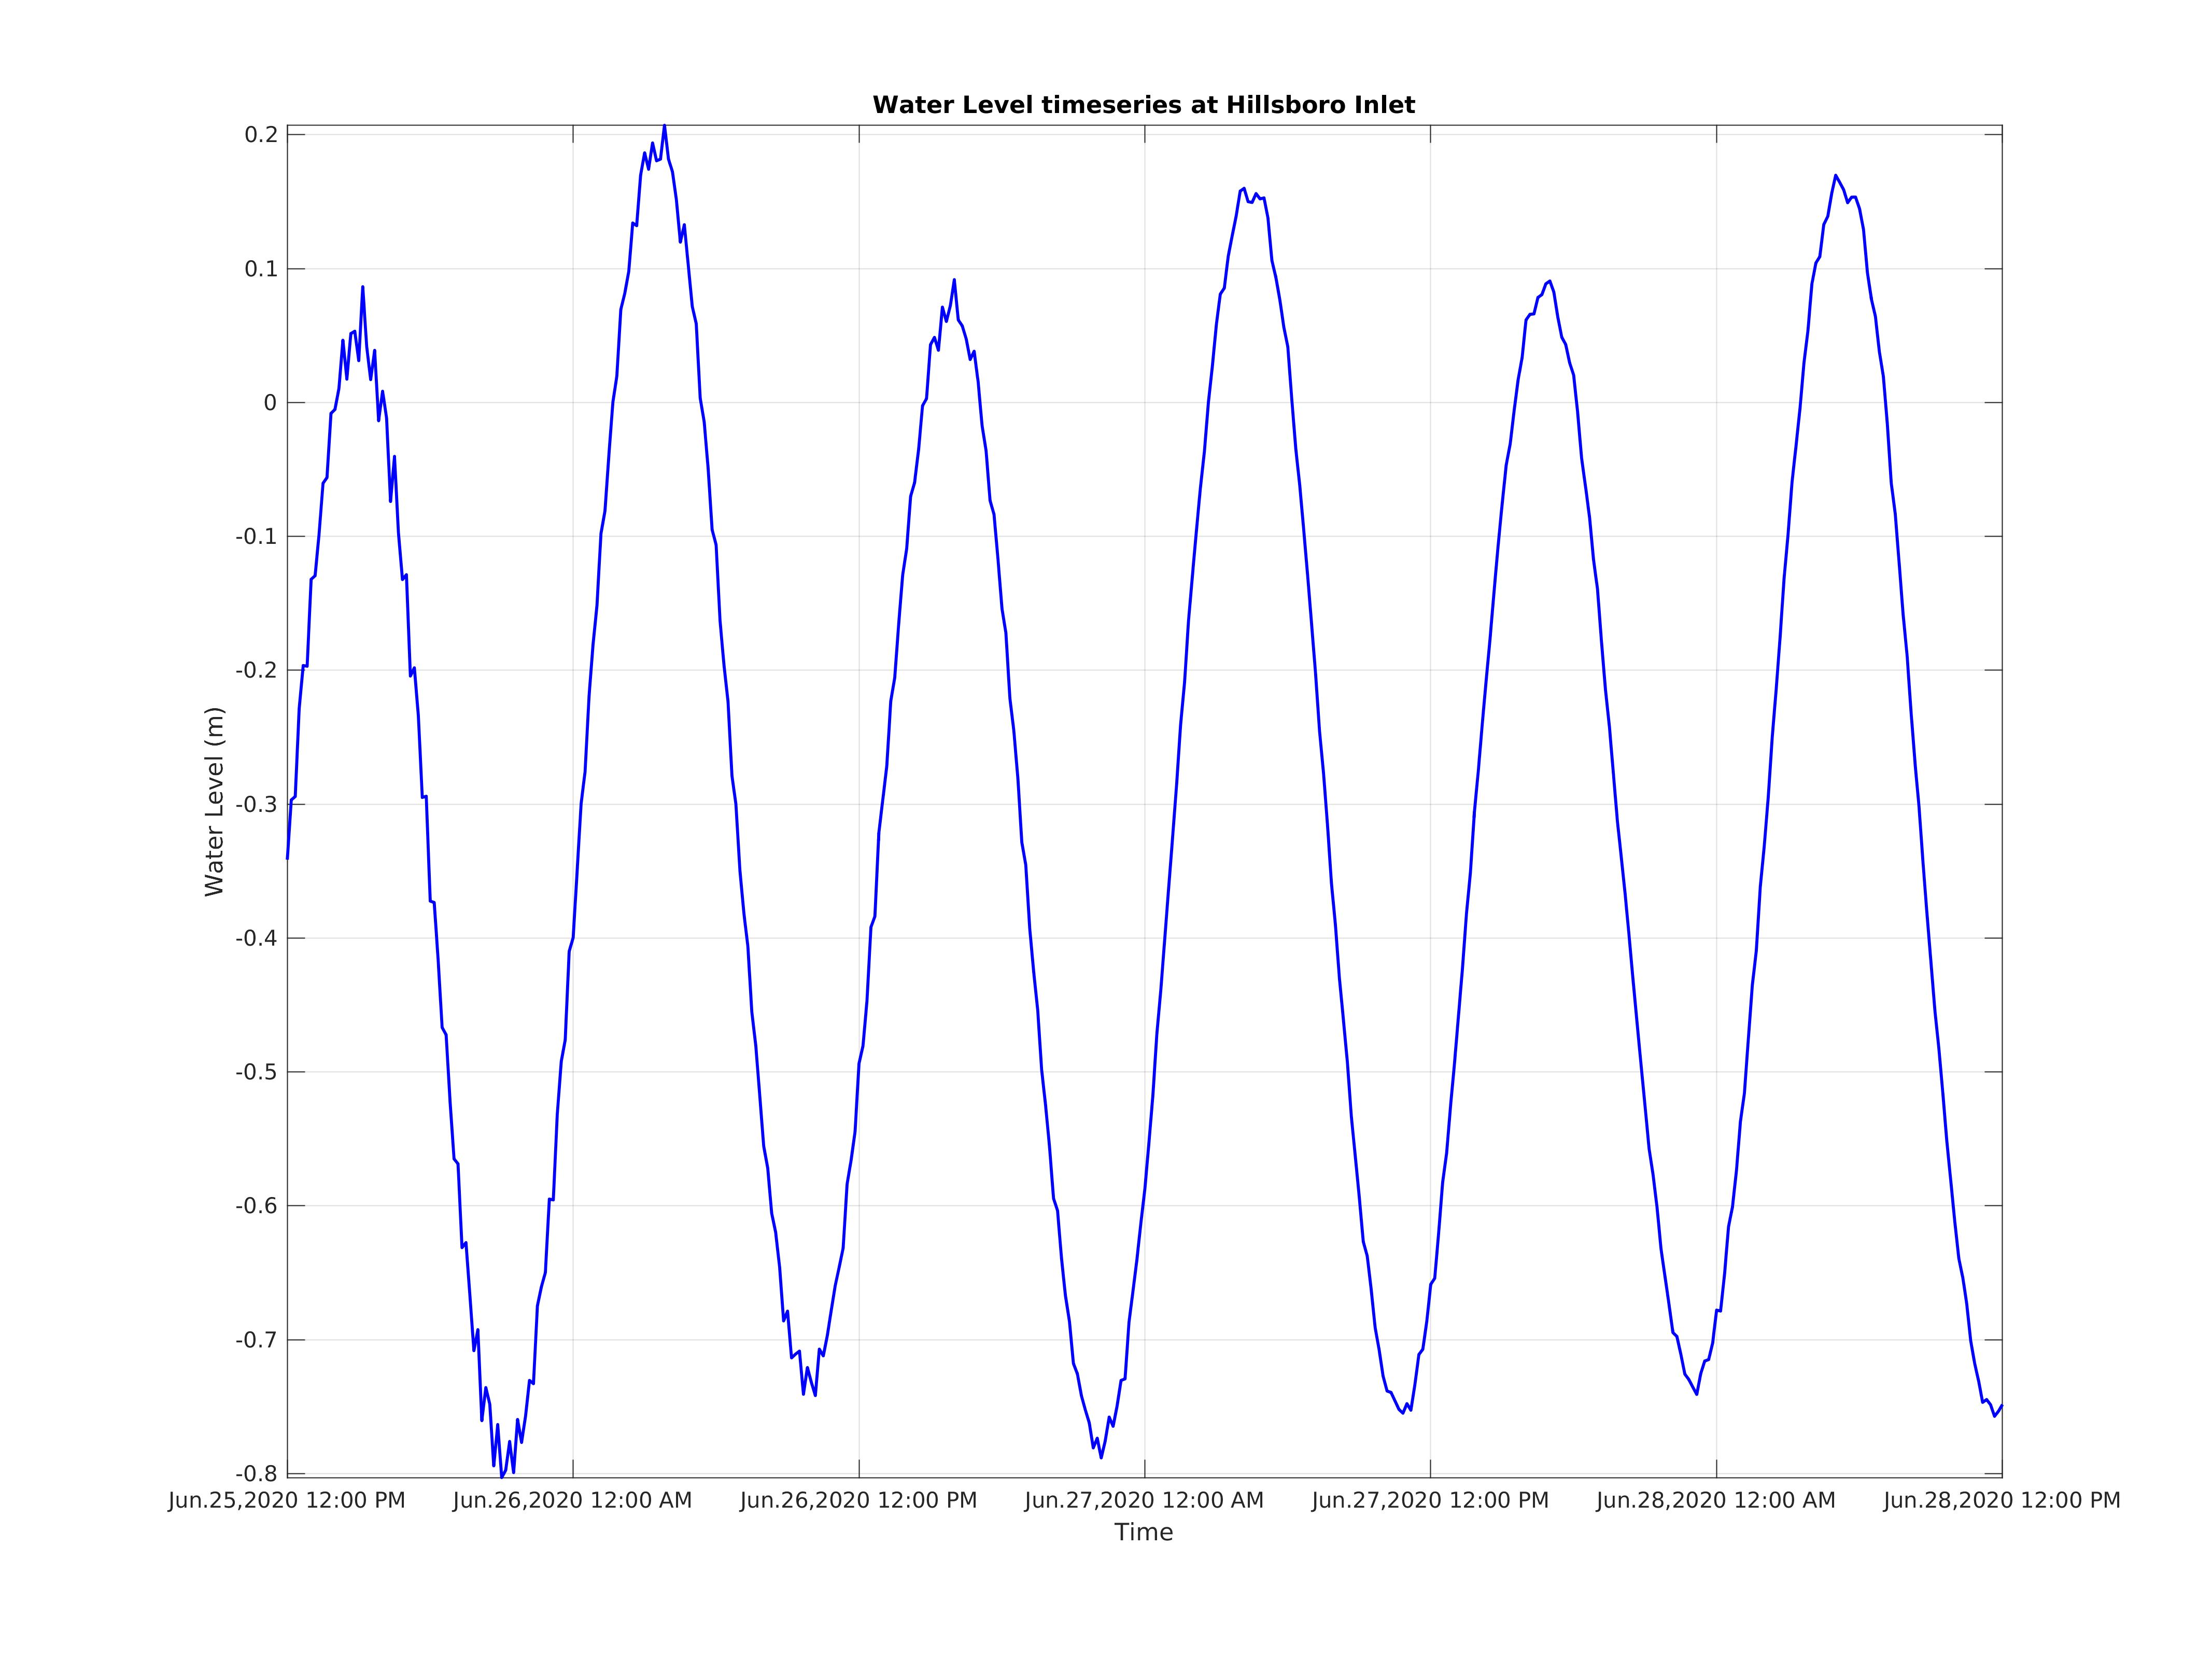 Water Level timeseries at Hillsboro Inlet
0.2
0.1
0
-0.1
-0.2
-0.3
-0.4
-0.5
-0.6
-0.7
-0.8
Water Level (m)
Jun.25,2020 12:00 PM
Jun.26,2020 12:00 AM
Jun.26,2020 12:00 PM
Jun.27,2020 12:00 AM
Jun.27,2020 12:00 PM
Jun.28,2020 12:00 AM
Jun.28,2020 12:00 PM
Time